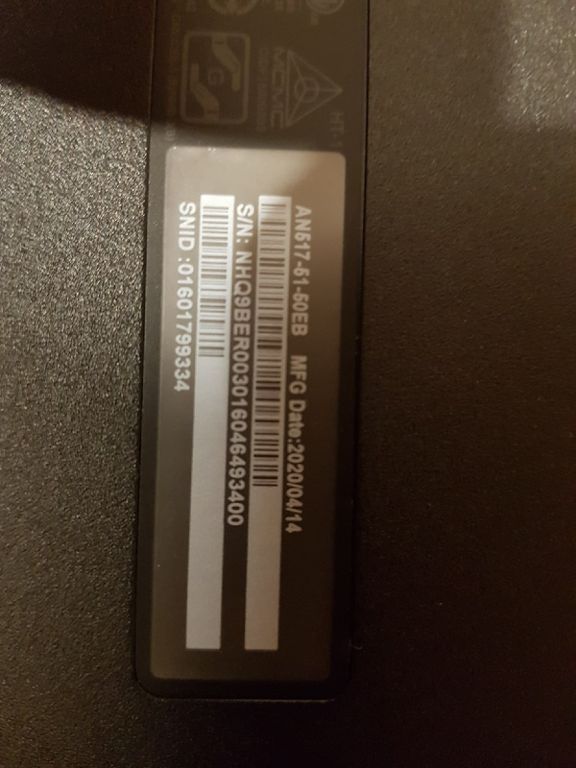 AN517-51-50EB MFG Date:2020/04/14
S/N: NHQ9BER003016046493400
SNID :01601799334